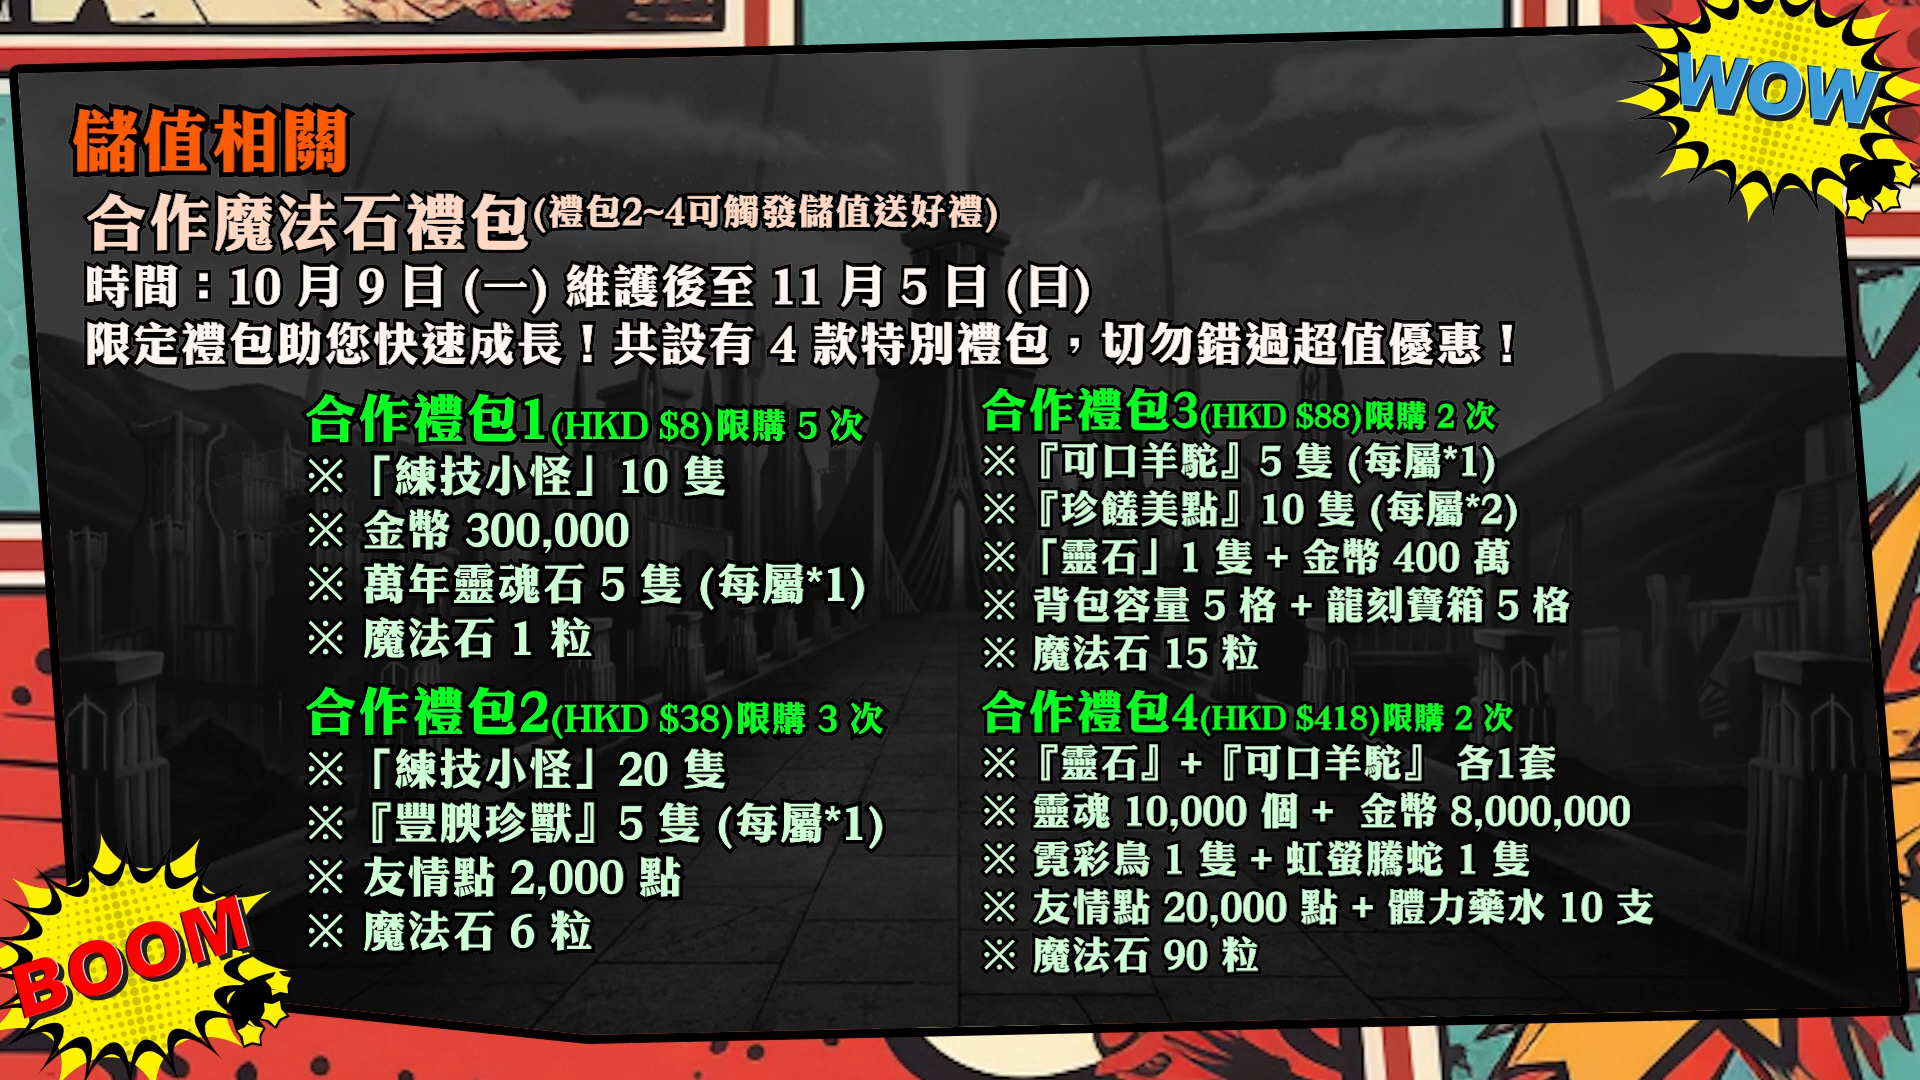 WOW
儲值相關
合作魔法石禮包(禮包2~4可觸發儲值送好禮)
時間：10 月 9 日 (一) 維護後至 11 月 5 日 (日)
限定禮包助您快速成長！共設有 4 款特別禮包，切勿錯過超值優惠！
合作禮包1(HKD $8)限購 5 次
※「練技小怪」10 隻
※ 金幣 300,000
※ 萬年靈魂石 5 隻 (每屬*1)
※ 魔法石 1 粒
合作禮包2(HKD $38)限購 3 次
※「練技小怪」20 隻
※『豐腴珍獸』5 隻 (每屬*1)
※ 友情點 2,000 點
※ 魔法石 6 粒
合作禮包3(HKD $88)限購 2 次
※『可口羊駝』5 隻 (每屬*1)
※『珍饈美點』10 隻 (每屬*2)
※「靈石」1 隻 + 金幣 400 萬
※ 背包容量 5 格 + 龍刻寶箱 5 格
※ 魔法石 15 粒
合作禮包4(HKD $418)限購 2 次
※『靈石』+『可口羊駝』 各1套
※ 靈魂 10,000 個 + 金幣 8,000,000
※ 霓彩鳥 1 隻 + 虹螢騰蛇 1 隻
※ 友情點 20,000 點 + 體力藥水 10 支
※ 魔法石 90 粒
BOOM